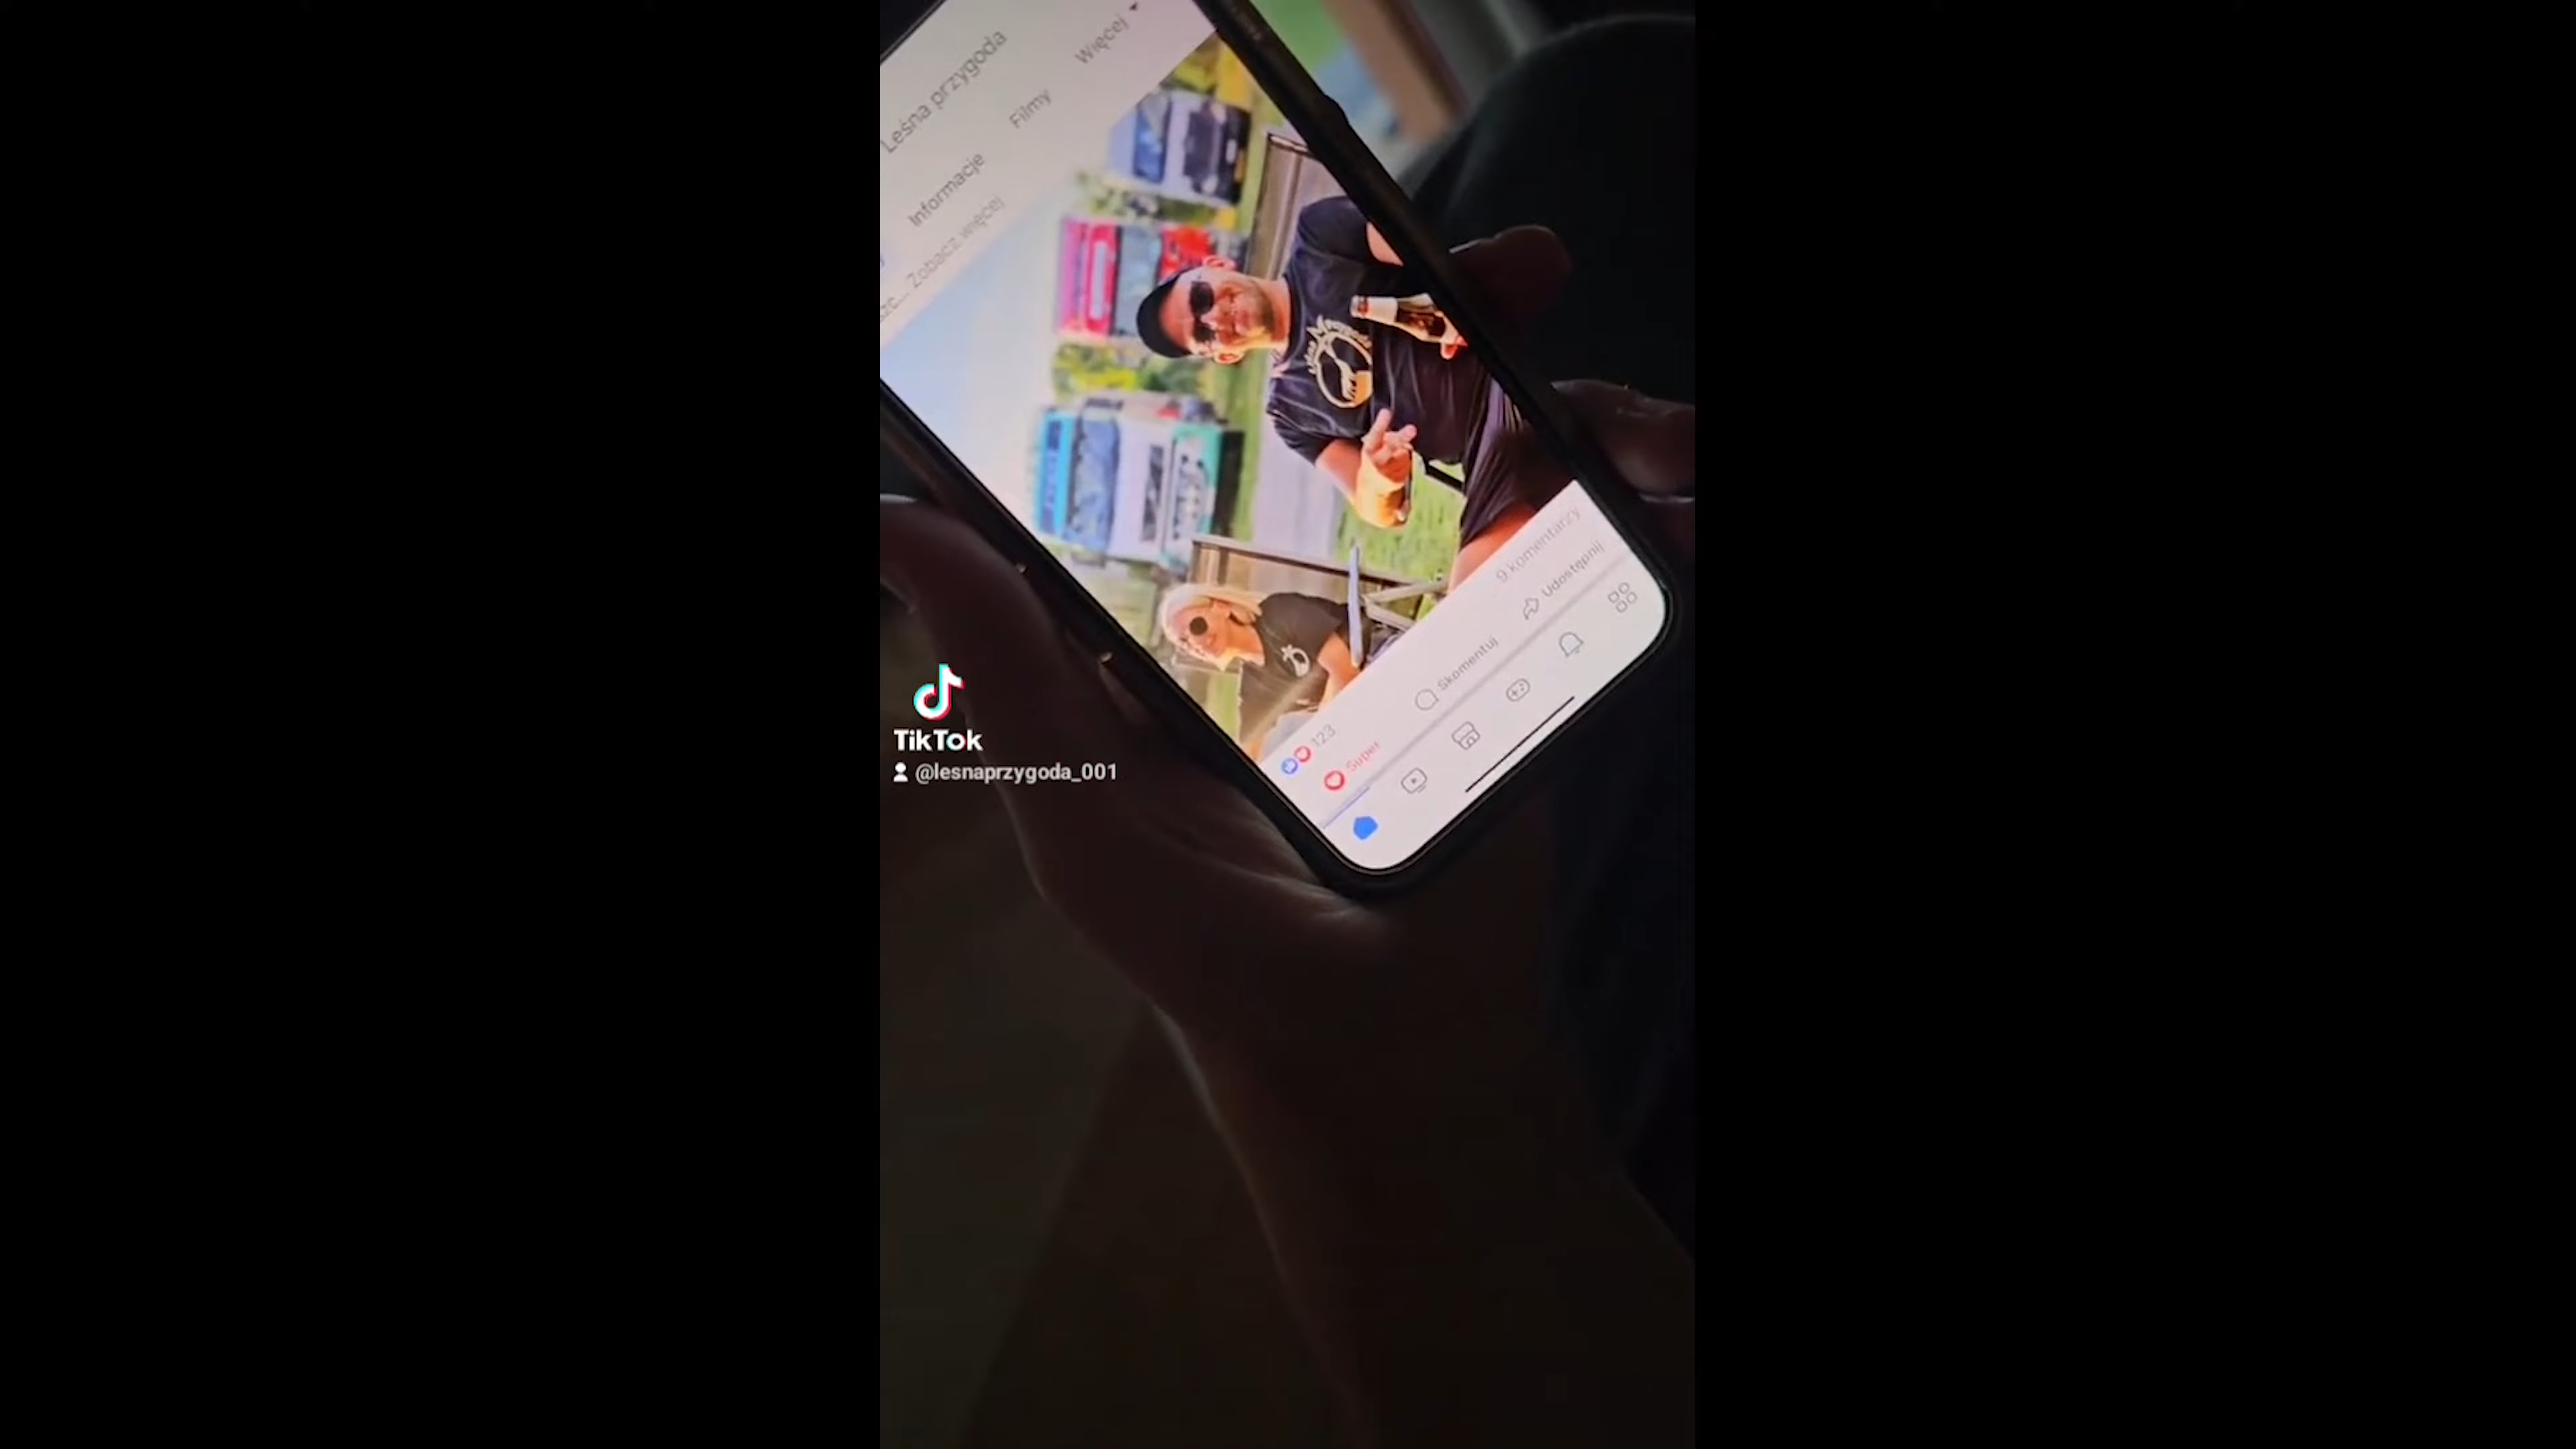 Leśna przygoda
Informacje
Filmy
Więcej
Zobacz więcej
123
9 komentarzy
Super
Skomentuj
Udostępnij
TikTok
@lesnaprzygoda_001